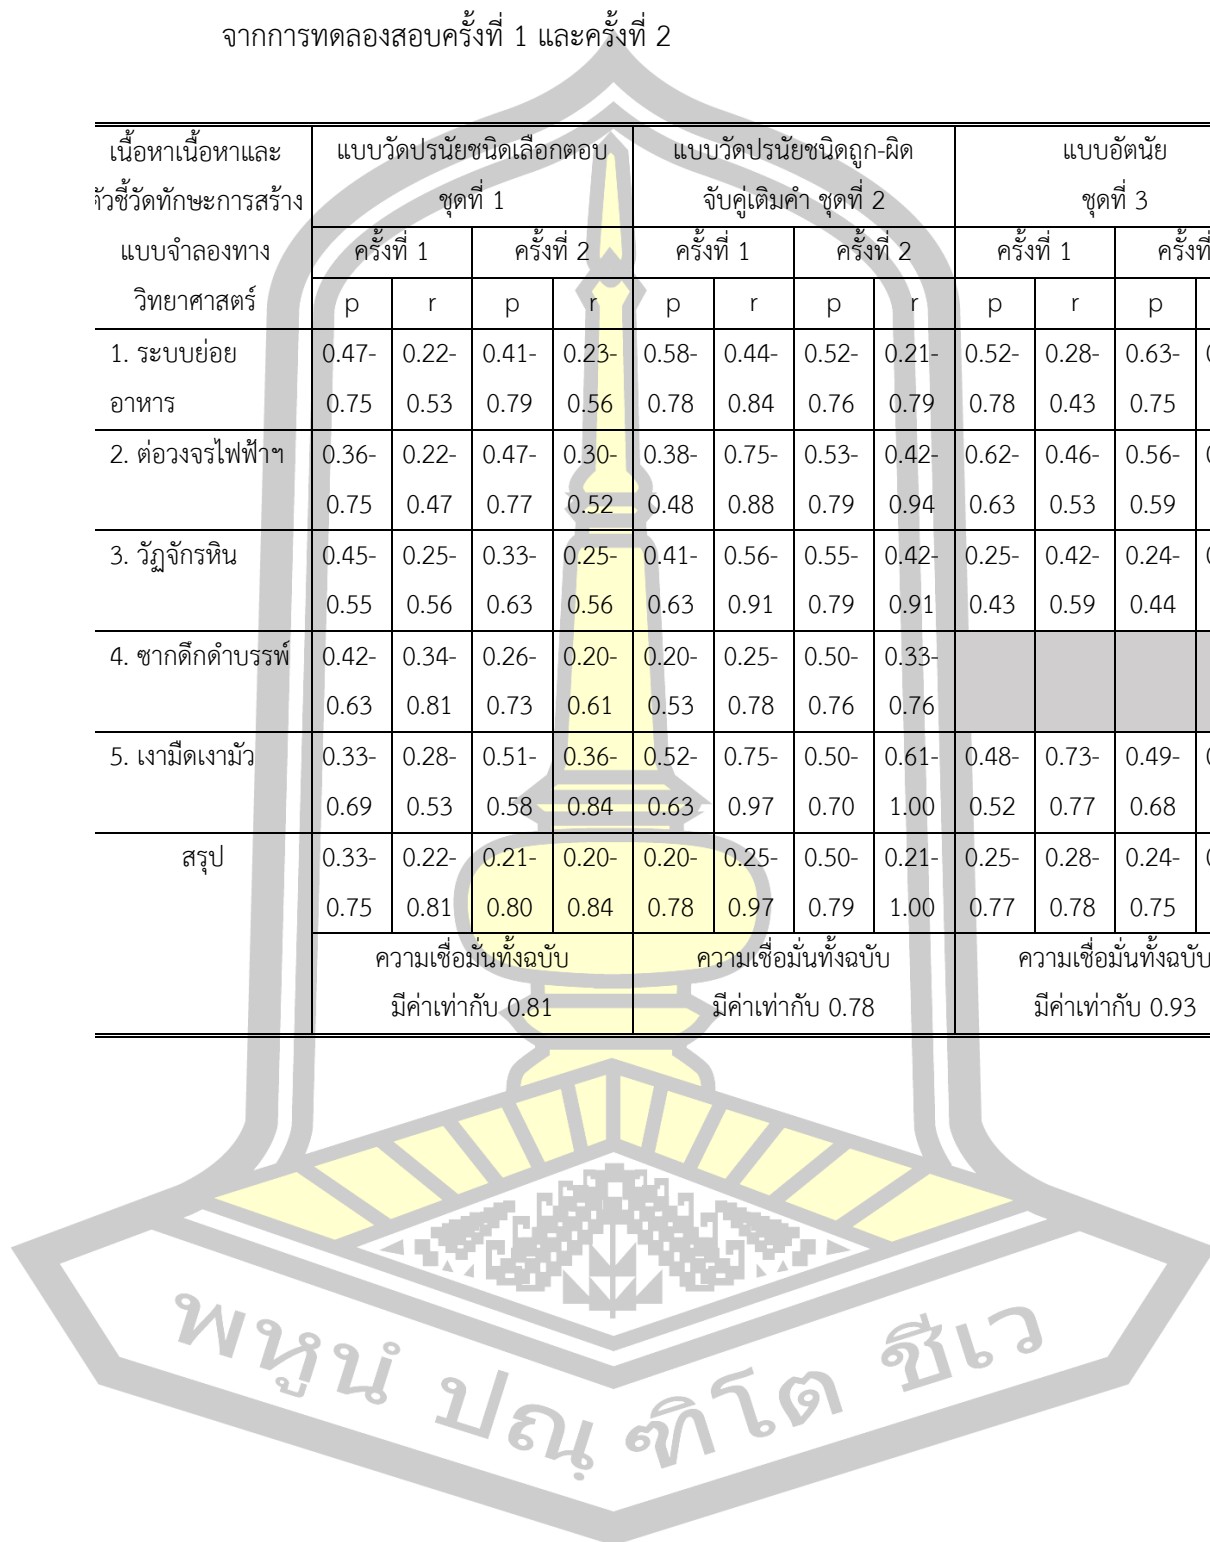 จากการทดลองสอบครั้งที่ 1 และครั้งที่ 2
เนื้อหาเนื้อหาและ แบบวัดปรนัยชนิดเลือกตอบ แบบวัดปรนัยชนิดถูก-ผิด แบบอัตนัย
ตัวชี้วัดทักษะการสร้าง ชุดที่ 1 จับคู่เติมคำ ชุดที่ 2 ชุดที่ 3
แบบจำลองทาง ครั้งที่ 1 ครั้งที่ 2 ครั้งที่ 1 ครั้งที่ 2 ครั้งที่ 1 ครั้งที่
วิทยาศาสตร์ p r p r p r p r p r p
1. ระบบย่อย 0.47- 0.22- 0.41- 0.23- 0.58- 0.44- 0.52- 0.21- 0.52- 0.28- 0.63-
อาหาร 0.75 0.53 0.79 0.56 0.78 0.84 0.76 0.79 0.78 0.43 0.75
2. ต่อวงจรไฟฟ้าฯ 0.36- 0.22- 0.47- 0.30- 0.38- 0.75- 0.53- 0.42- 0.62- 0.46- 0.56-
0.75 0.47 0.77 0.52 0.48 0.88 0.79 0.94 0.63 0.53 0.59
3. วัฏจักรหิน 0.45- 0.25- 0.33- 0.25- 0.41- 0.56- 0.55- 0.42- 0.25- 0.42- 0.24-
0.55 0.56 0.63 0.56 0.63 0.91 0.79 0.91 0.43 0.59 0.44
4. ซากดึกดำบรรพ์ 0.42- 0.34- 0.26- 0.20- 0.20- 0.25- 0.50- 0.33-
0.63 0.81 0.73 0.61 0.53 0.78 0.76 0.76
5. เงามืดเงามัว 0.33- 0.28- 0.51- 0.36- 0.52- 0.75- 0.50- 0.61- 0.48- 0.73- 0.49-
0.69 0.53 0.58 0.84 0.63 0.97 0.70 1.00 0.52 0.77 0.68
สรุป 0.33- 0.22- 0.21- 0.20- 0.20- 0.25- 0.50- 0.21- 0.25- 0.28- 0.24-
0.75 0.81 0.80 0.84 0.78 0.97 0.79 1.00 0.77 0.78 0.75
ความเชื่อมั่นทั้งฉบับ ความเชื่อมั่นทั้งฉบับ ความเชื่อมั่นทั้งฉบับ
มีค่าเท่ากับ 0.81 มีค่าเท่ากับ 0.78 มีค่าเท่ากับ 0.93
พหูนํ ปณฺฑิโต ชีเว